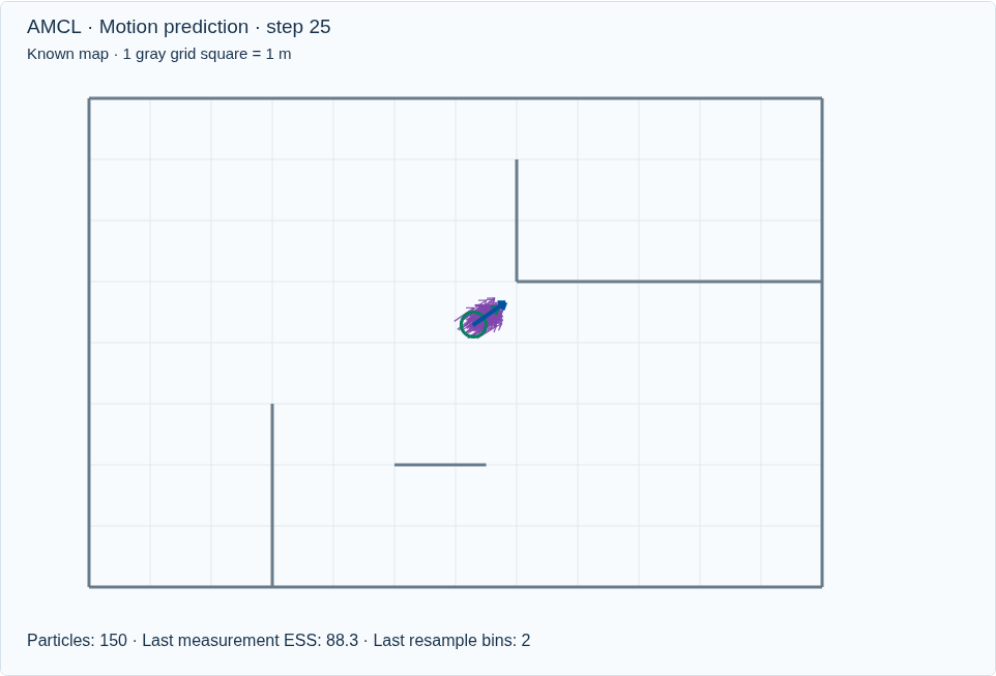 AMCL · Motion prediction · step 25
Known map · 1 gray grid square = 1 m
Particles: 150 · Last measurement ESS: 88.3 · Last resample bins: 2